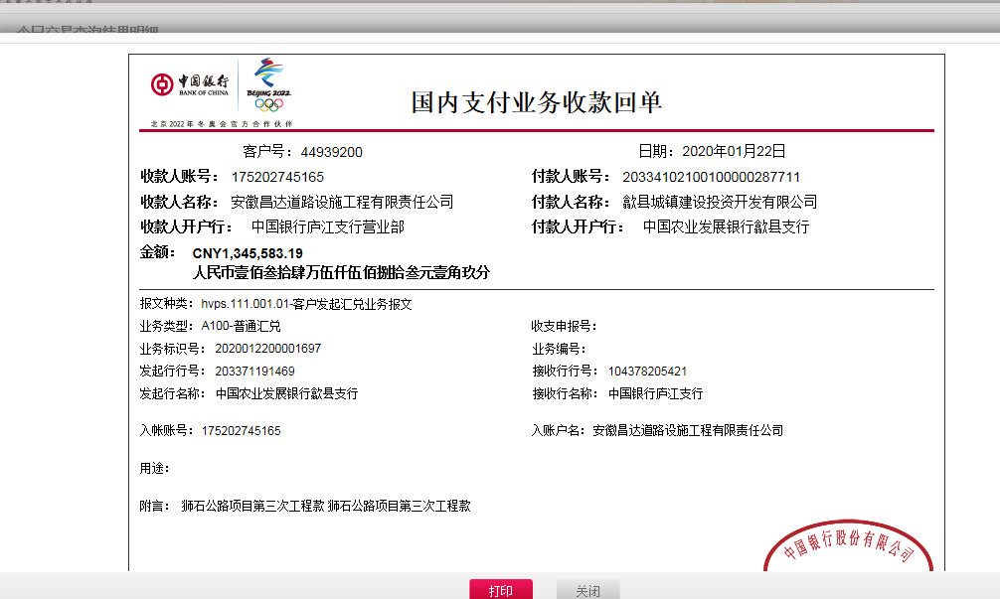 今日交易查询结果明细
中国银行
BANK OF CHINA
BEIJING 2022
北京2022年冬奥会官方合作伙伴
国内支付业务收款回单
客户号：44939200 日期：2020年01月22日
收款人账号：175202745165 付款人账号：20334102100100000287711
收款人名称：安徽昌达道路设施工程有限责任公司 付款人名称：歙县城镇建设投资开发有限公司
收款人开户行：中国银行庐江支行营业部 付款人开户行：中国农业发展银行歙县支行
金额：CNY1,345,583.19
人民币壹佰叁拾肆万伍仟伍佰捌拾叁元壹角玖分
报文种类：hvps.111.001.01-客户发起汇兑业务报文
业务类型：A100-普通汇兑 收支申报号：
业务标识号：2020012200001697 业务编号：
发起行行号：203371191469 接收行行号：104378205421
发起行名称：中国农业发展银行歙县支行 接收行名称：中国银行庐江支行
入帐账号：175202745165 入账户名：安徽昌达道路设施工程有限责任公司
用途：
附言：狮石公路项目第三次工程款 狮石公路项目第三次工程款
中国银行股份有限公司
打印 关闭